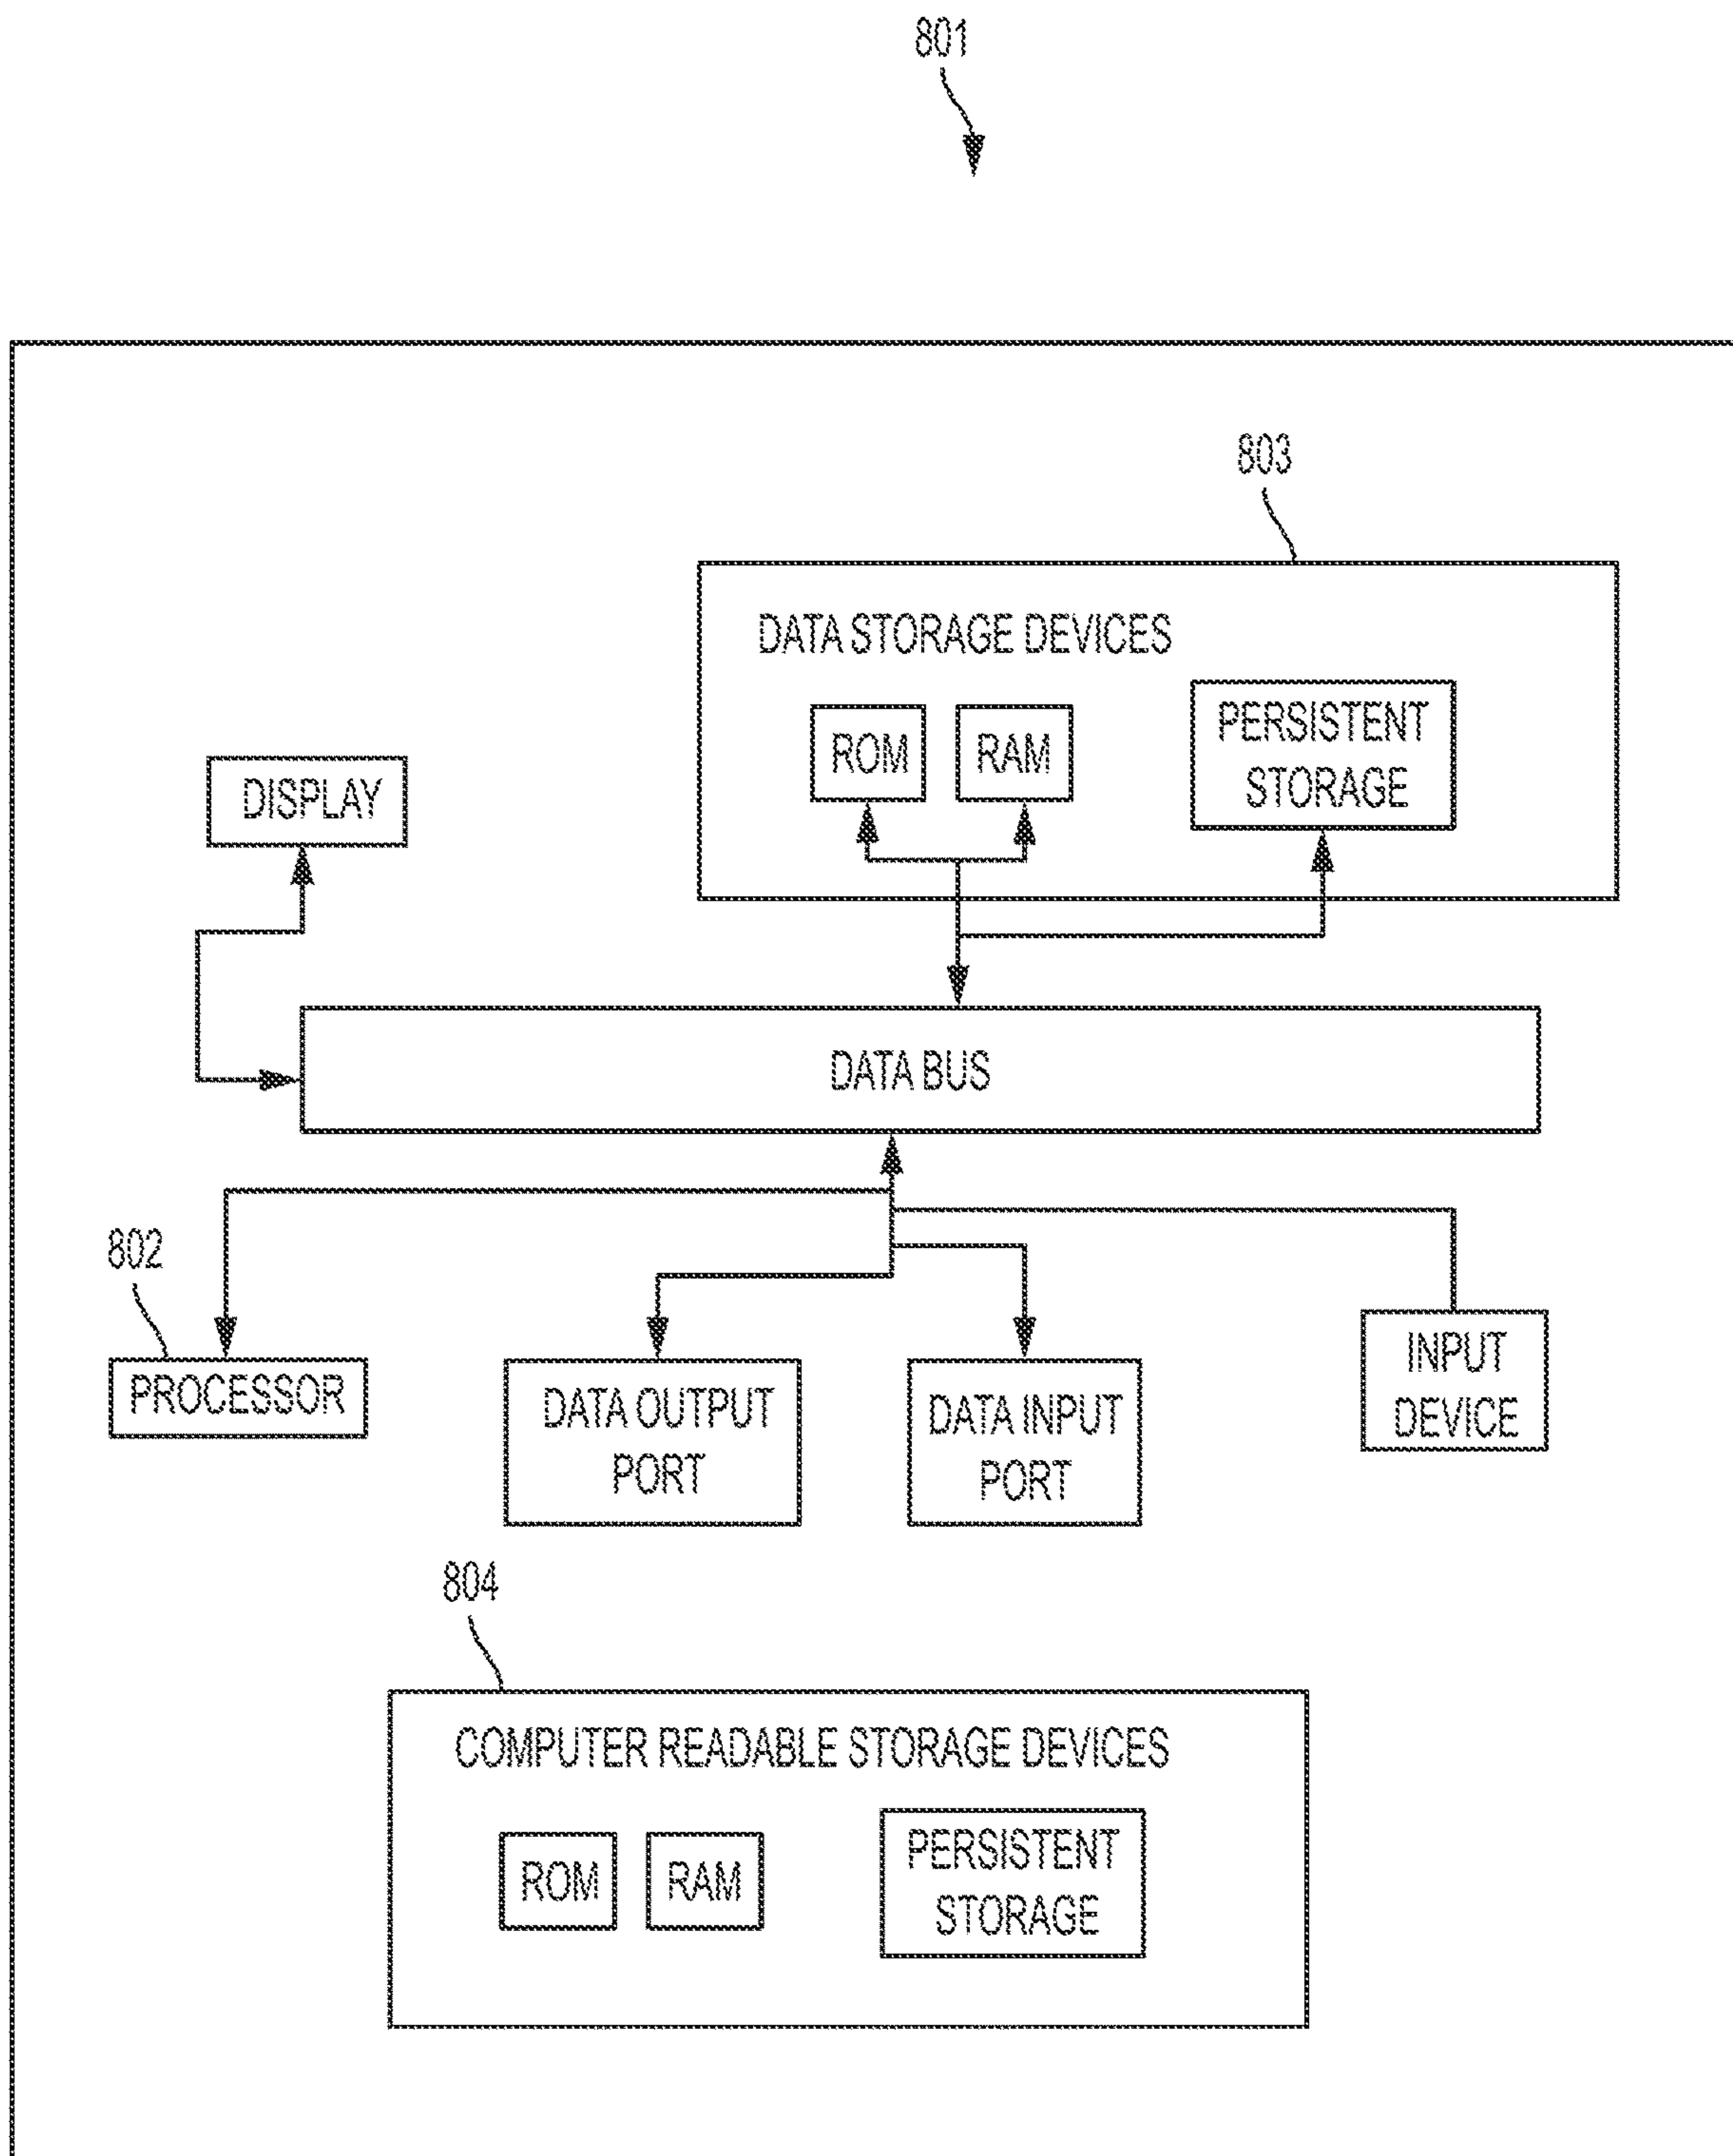 801
803
DATA STORAGE DEVICES
ROM
RAM
PERSISTENT
STORAGE
DISPLAY
DATA BUS
802
PROCESSOR
DATA OUTPUT
PORT
DATA INPUT
PORT
INPUT
DEVICE
804
COMPUTER READABLE STORAGE DEVICES
ROM
RAM
PERSISTENT
STORAGE